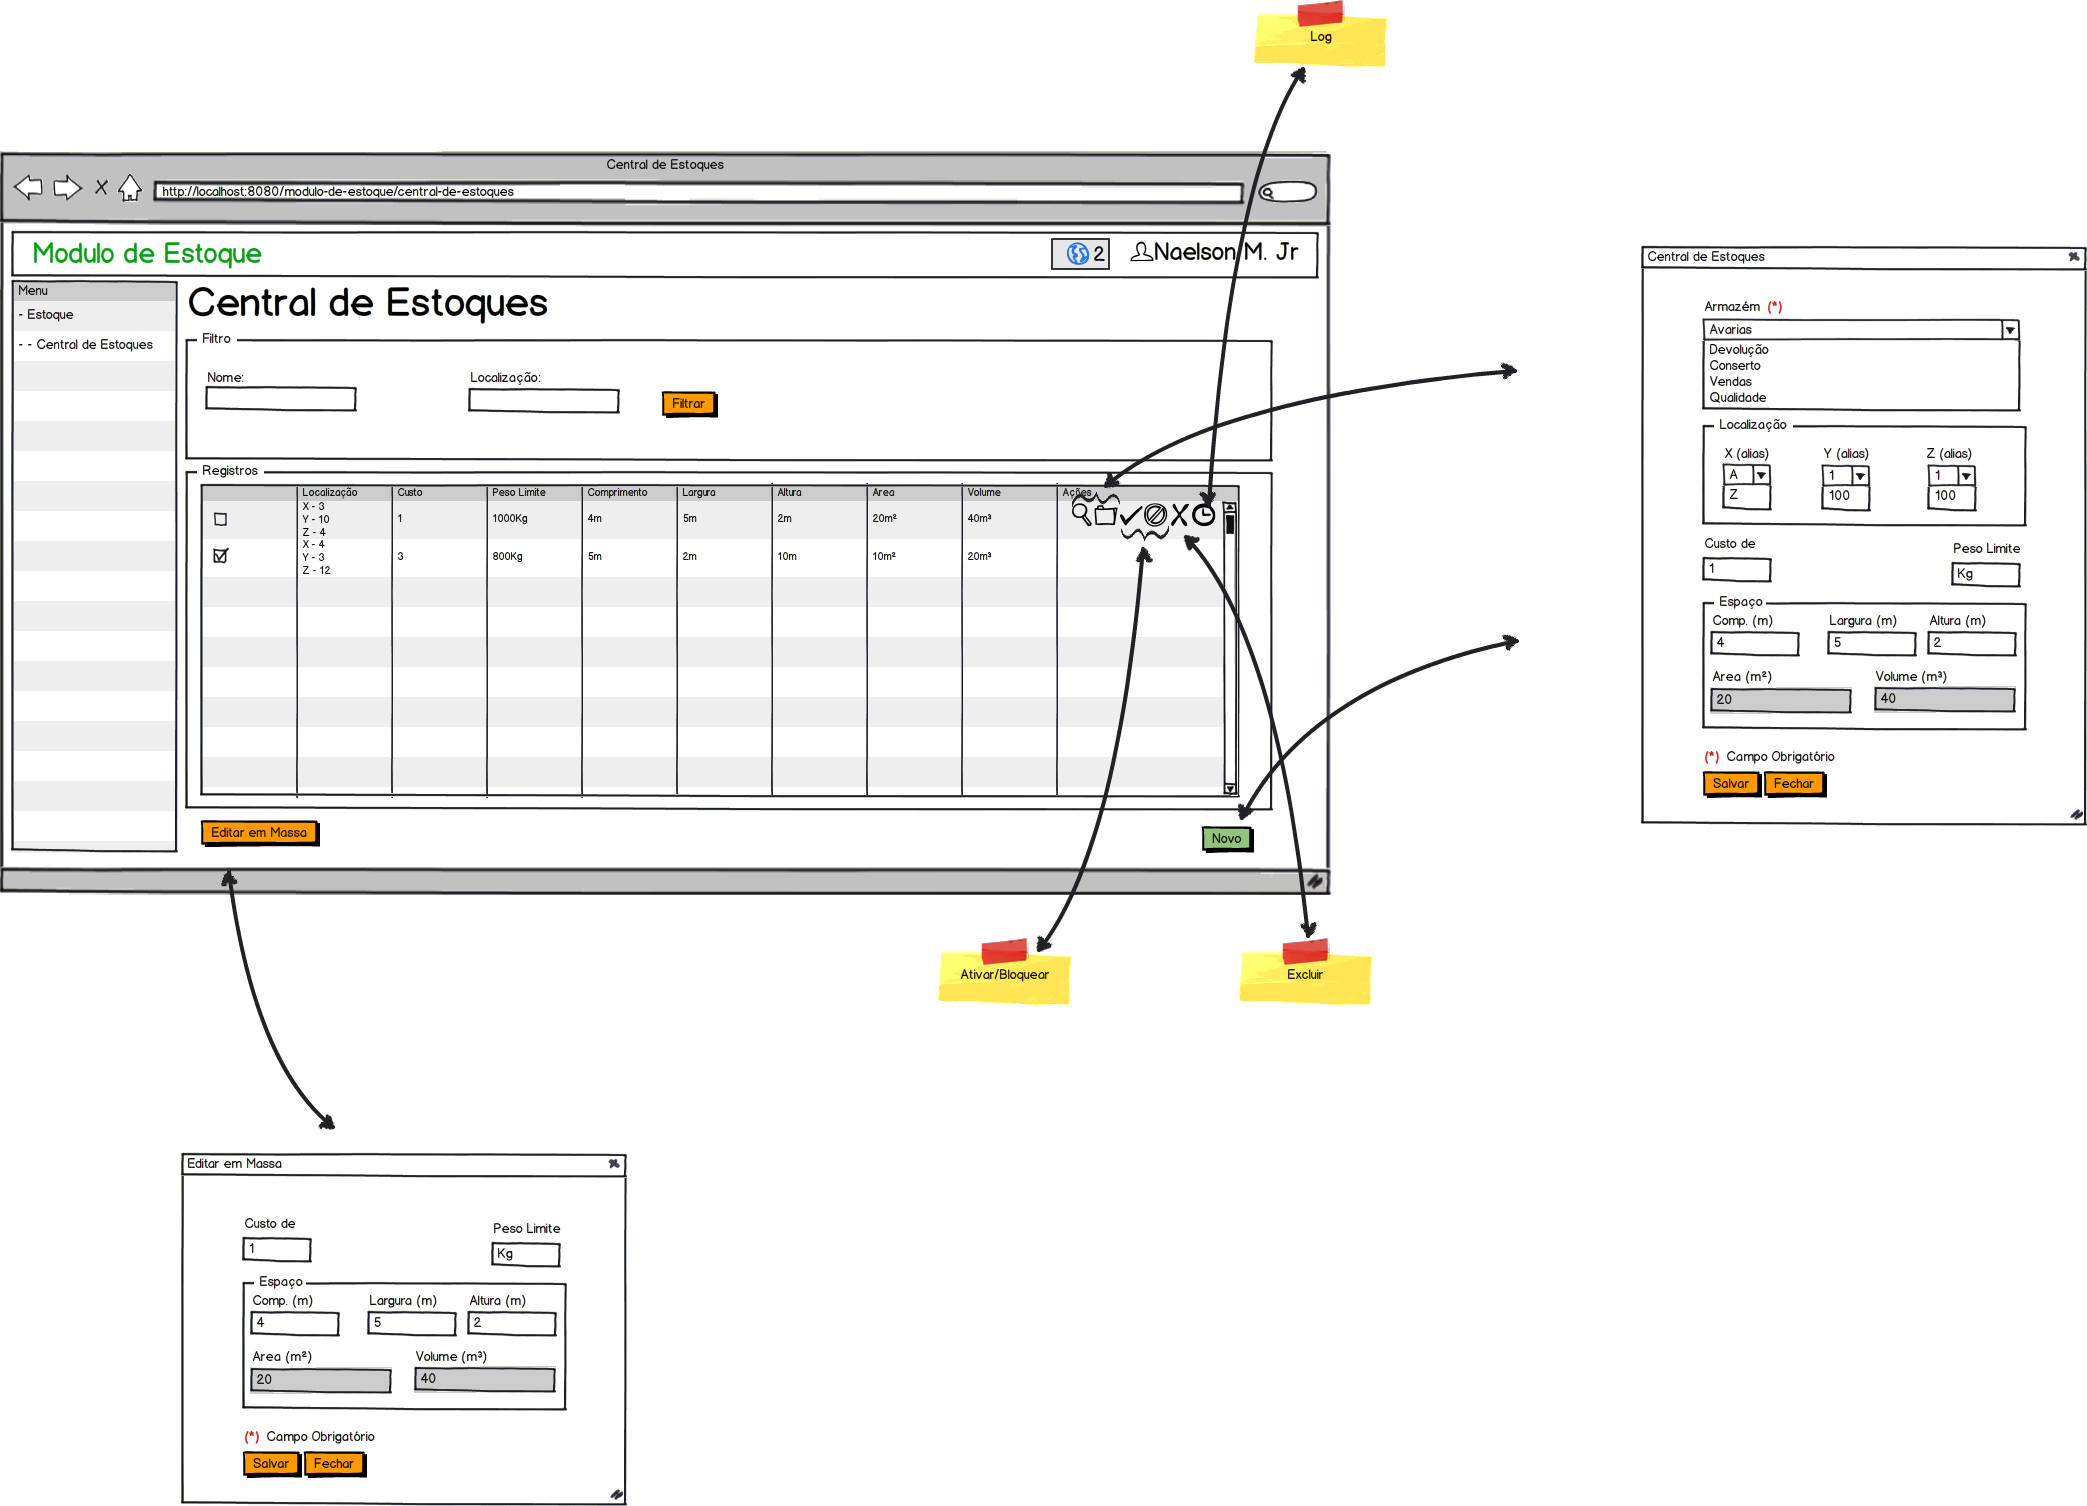 Log
Central de Estoques
http://localhost:8080/modulo-de-estoque/central-de-estoques
Modulo de Estoque
2
Naelson M. Jr
Menu
- Estoque
- - Central de Estoques
Central de Estoques
Filtro
Nome:
Localização:
Filtrar
Registros
Localização Custo Peso Limite Comprimento Largura Altura Area Volume Ações
X - 3
Y - 10 1 1000Kg 4m 5m 2m 20m² 40m³
Z - 4
X - 4
Y - 3 3 800Kg 5m 2m 10m 10m² 20m³
Z - 12
Editar em Massa
Novo
Ativar/Bloquear
Excluir
Central de Estoques
Armazém (*)
Avarias
Devolução
Conserto
Vendas
Qualidade
Localização
X (alias) Y (alias) Z (alias)
A 1 1
Z 100 100
Custo de
Peso Limite
1
Kg
Espaço
Comp. (m) Largura (m) Altura (m)
4 5 2
Area (m²) Volume (m³)
20 40
(*) Campo Obrigatório
Salvar Fechar
Editar em Massa
Custo de
Peso Limite
1
Kg
Espaço
Comp. (m) Largura (m) Altura (m)
4 5 2
Area (m²) Volume (m³)
20 40
(*) Campo Obrigatório
Salvar Fechar